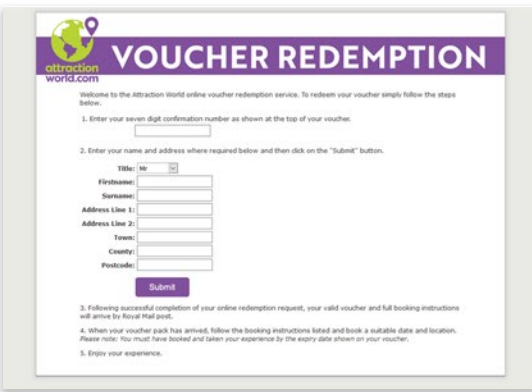 attraction
world.com
VOUCHER REDEMPTION
Welcome to the Attraction World online voucher redemption service. To redeem your voucher simply follow the steps
below.
1. Enter your seven digit confirmation number as shown at the top of your voucher.
2. Enter your name and address where required below and then click on the "Submit" button.
Title: Mr
Firstname:
Surname:
Address Line 1:
Address Line 2:
Town:
County:
Postcode:
Submit
3. Following successful completion of your online redemption request, your valid voucher and full booking instructions
will arrive by Royal Mail post.
4. When your voucher pack has arrived, follow the booking instructions listed and book a suitable date and location.
Please note: You must have booked and taken your experience by the expiry date shown on your voucher.
5. Enjoy your experience.